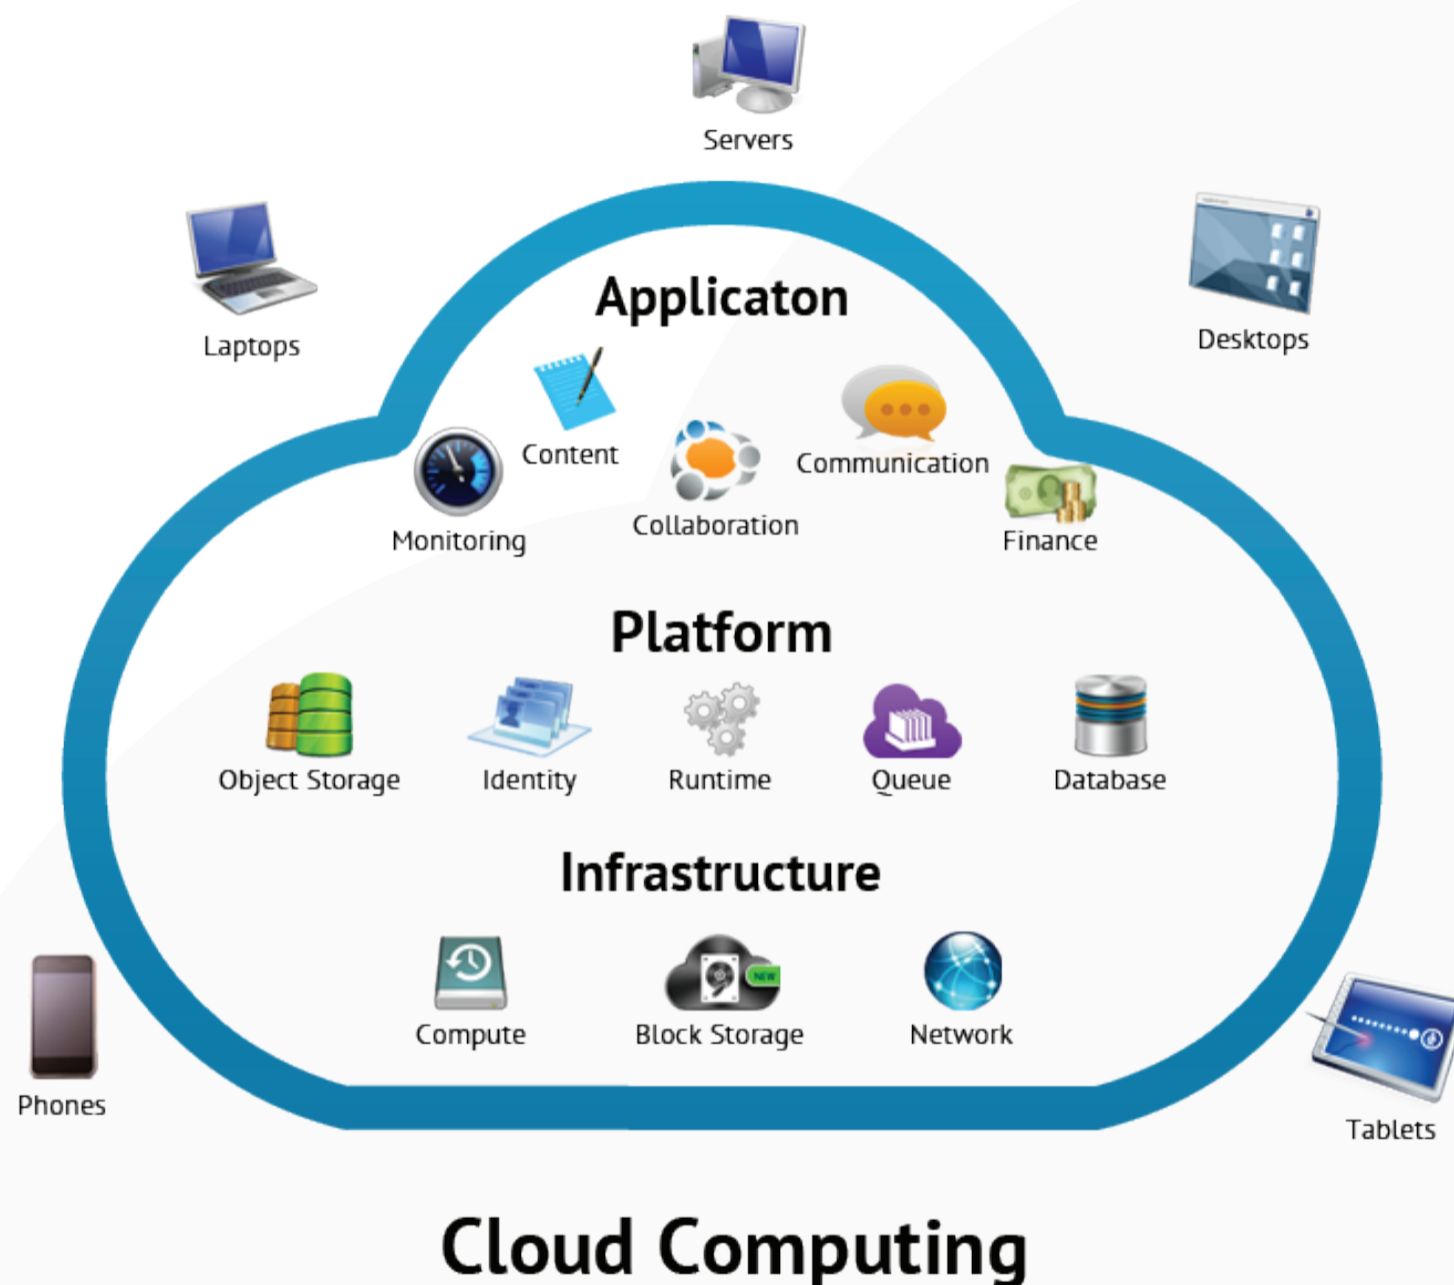 Servers
Laptops
Desktops
Applicaton
Content
Communication
Monitoring
Collaboration
Finance
Platform
Object Storage
Identity
Runtime
Queue
Database
Infrastructure
NEW
Compute
Block Storage
Network
Phones
Tablets
Cloud Computing